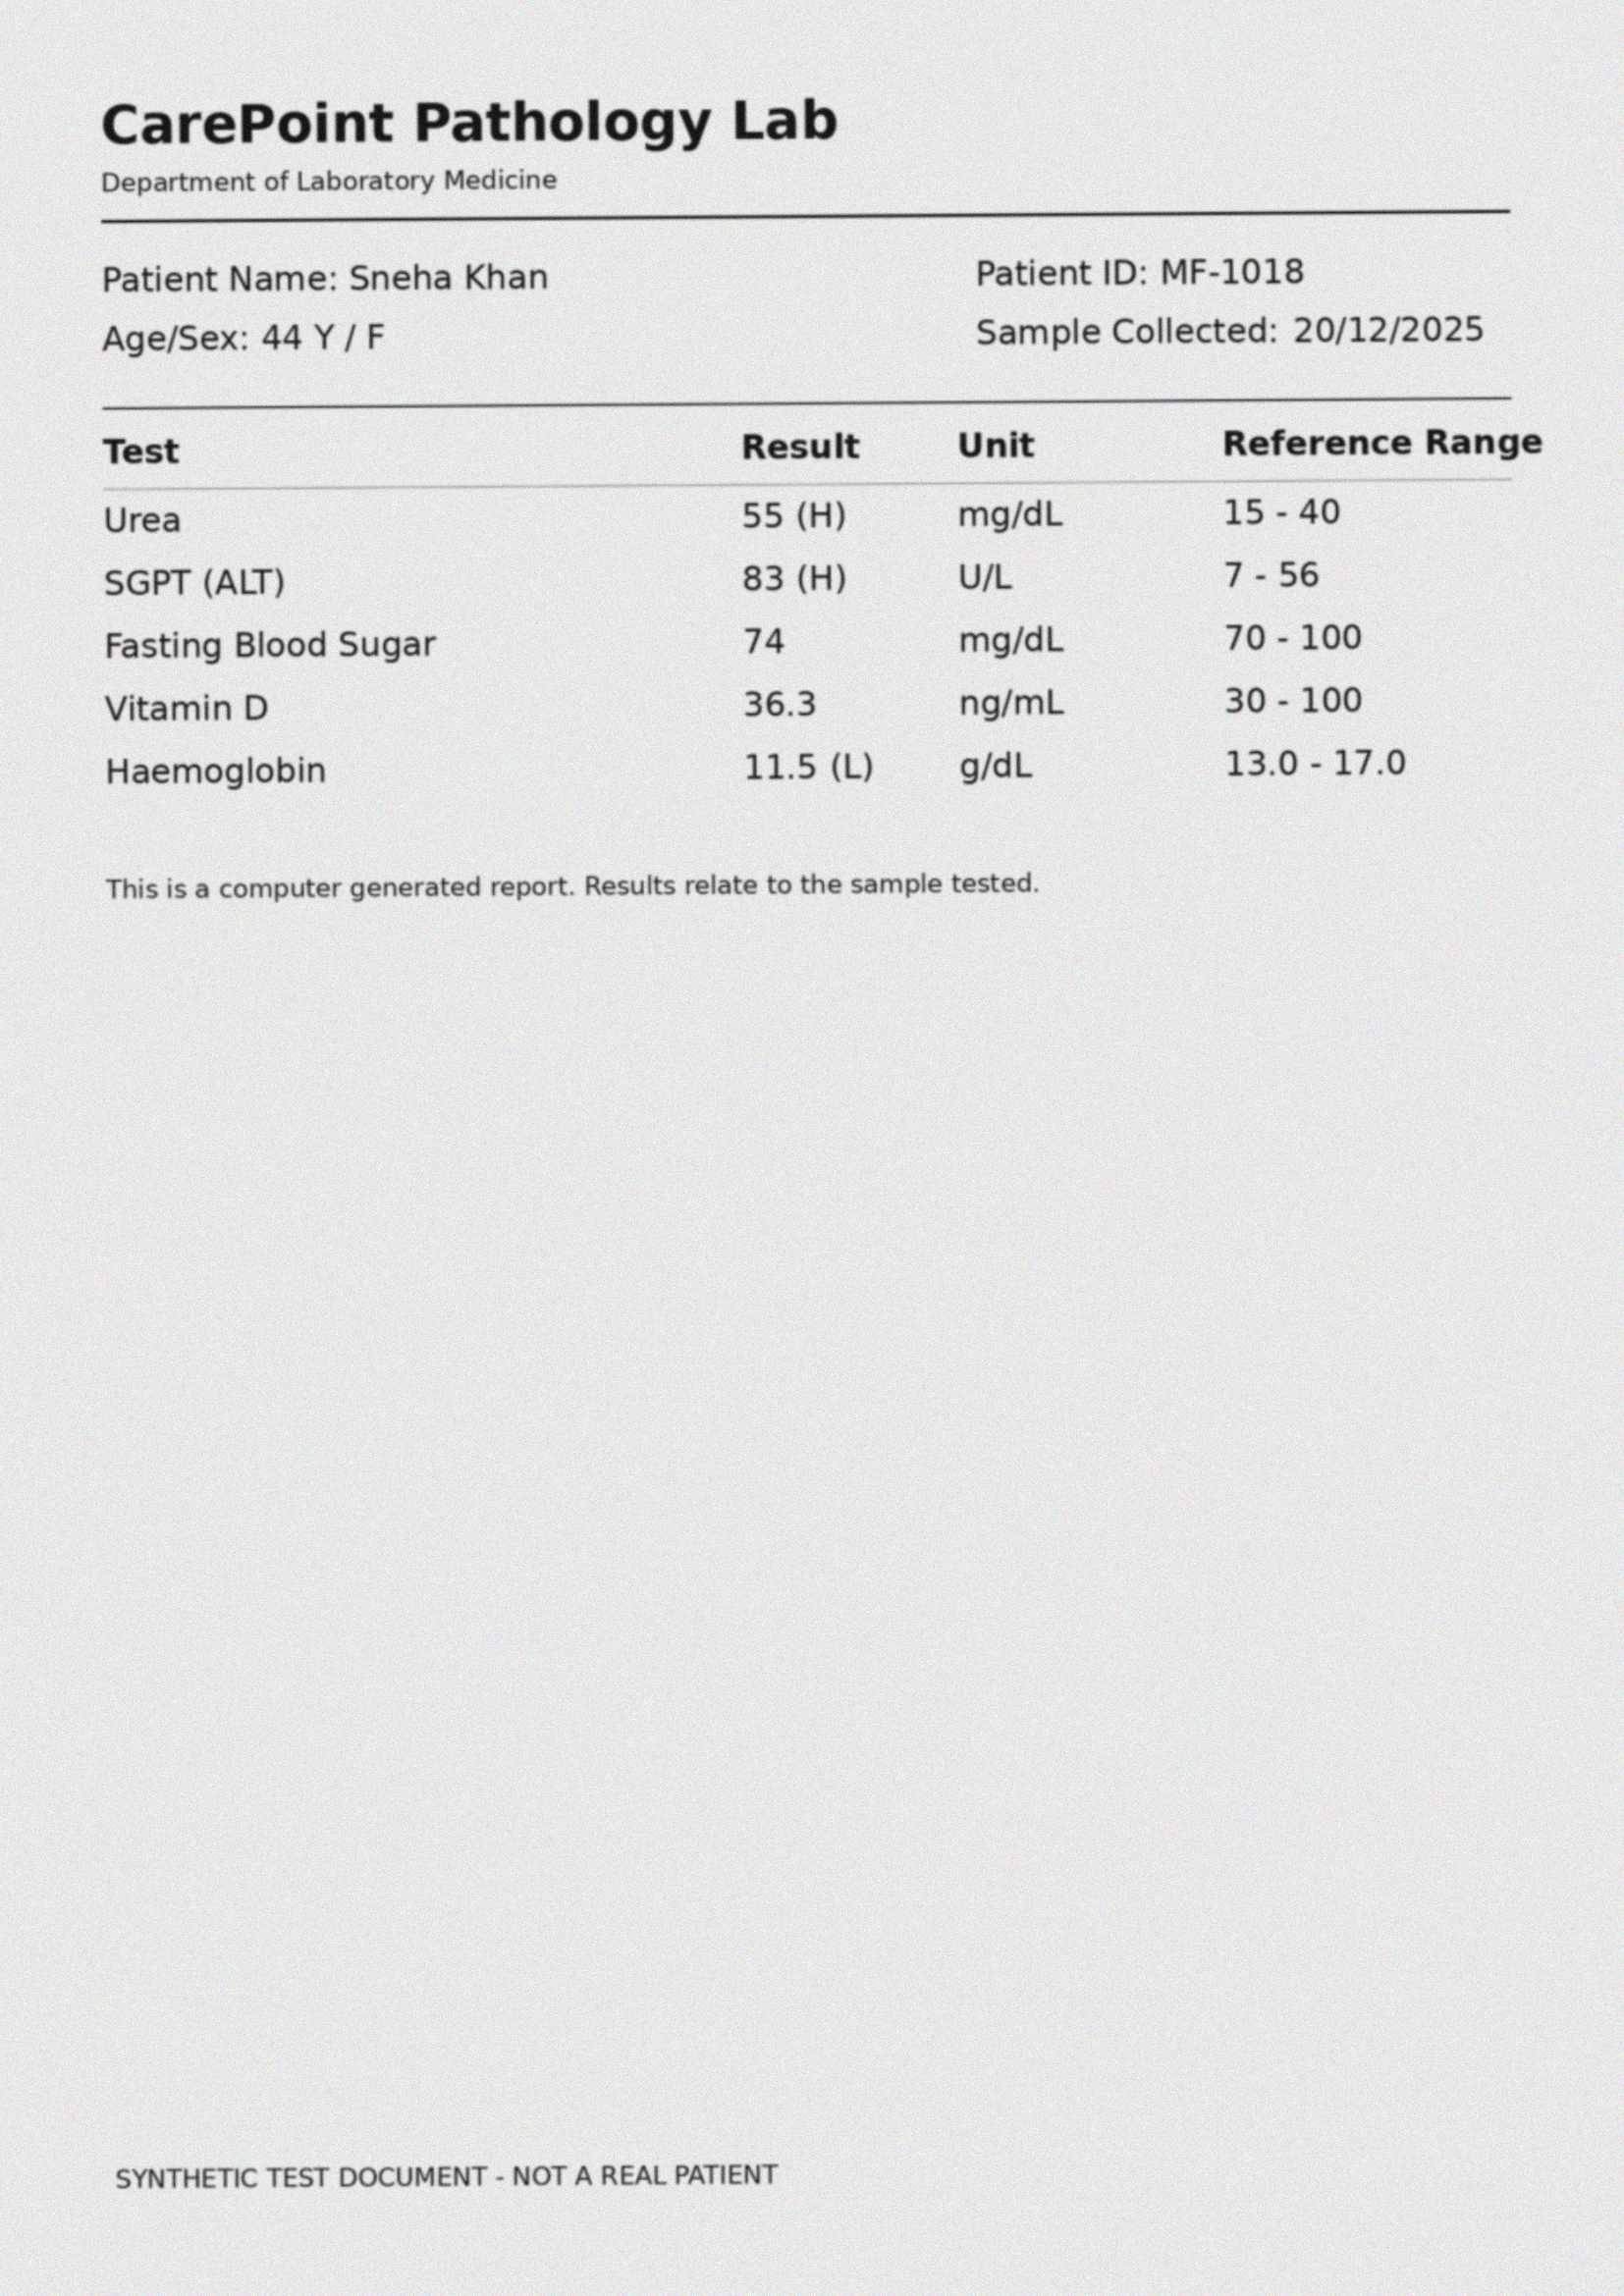 CarePoint Pathology Lab
Department of Laboratory Medicine
Patient Name: Sneha Khan Patient ID: MF-1018
Age/Sex: 44 Y / F Sample Collected: 20/12/2025
Test Result Unit Reference Range
Urea 55 (H) mg/dL 15 - 40
SGPT (ALT) 83 (H) U/L 7 - 56
Fasting Blood Sugar 74 mg/dL 70 - 100
Vitamin D 36.3 ng/mL 30 - 100
Haemoglobin 11.5 (L) g/dL 13.0 - 17.0
This is a computer generated report. Results relate to the sample tested.
SYNTHETIC TEST DOCUMENT - NOT A REAL PATIENT